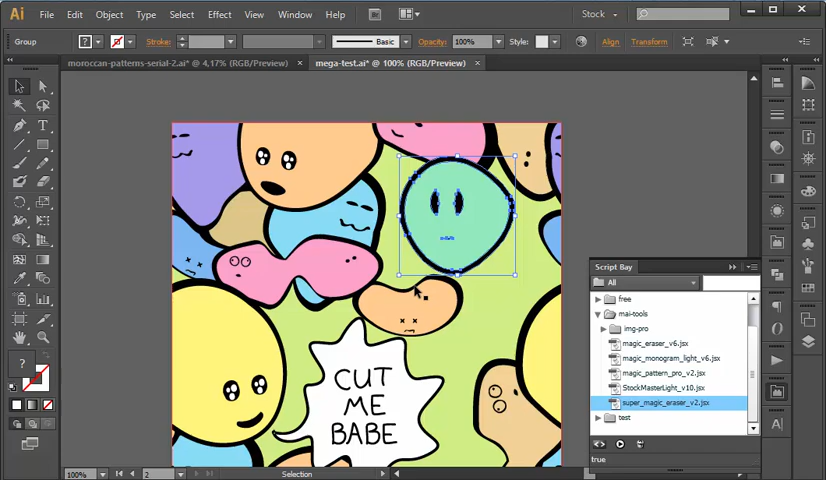 Ai File Edit Object Type Select Effect View Window Help Stock
Group Stroke: Basic Opacity: 100% Style: Align Transform
moroccan-patterns-serial-2.ai* @ 4,17% (RGB/Preview) × mega-test.ai* @ 100% (RGB/Preview) ×
Script Bay
All
free
mai-tools
img-pro
magic_eraser_v6.jsx
magic_monogram_light_v6.jsx
magic_pattern_pro_v2.jsx
StockMasterLight_v10.jsx
super_magic_eraser_v2.jsx
test
true
CUT
ME
BABE
100% 2 Selection